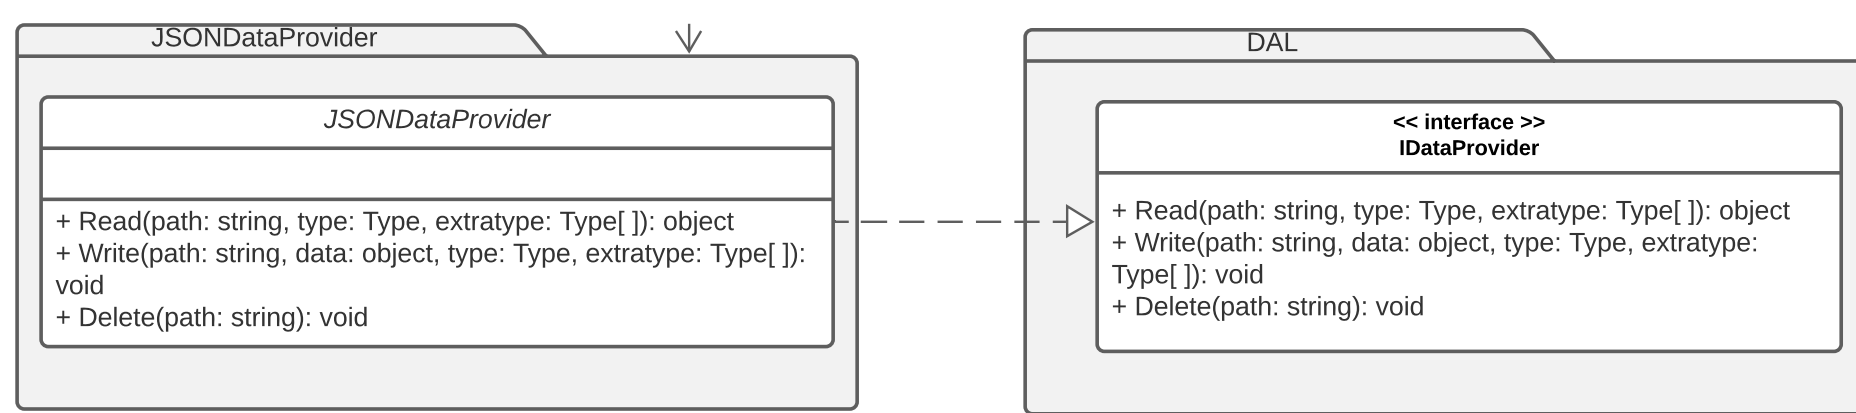 JSONDataProvider
JSONDataProvider
+ Read(path: string, type: Type, extratype: Type[ ]): object
+ Write(path: string, data: object, type: Type, extratype: Type[ ]):
void
+ Delete(path: string): void
DAL
<< interface >>
IDataProvider
+ Read(path: string, type: Type, extratype: Type[ ]): object
+ Write(path: string, data: object, type: Type, extratype:
Type[ ]): void
+ Delete(path: string): void